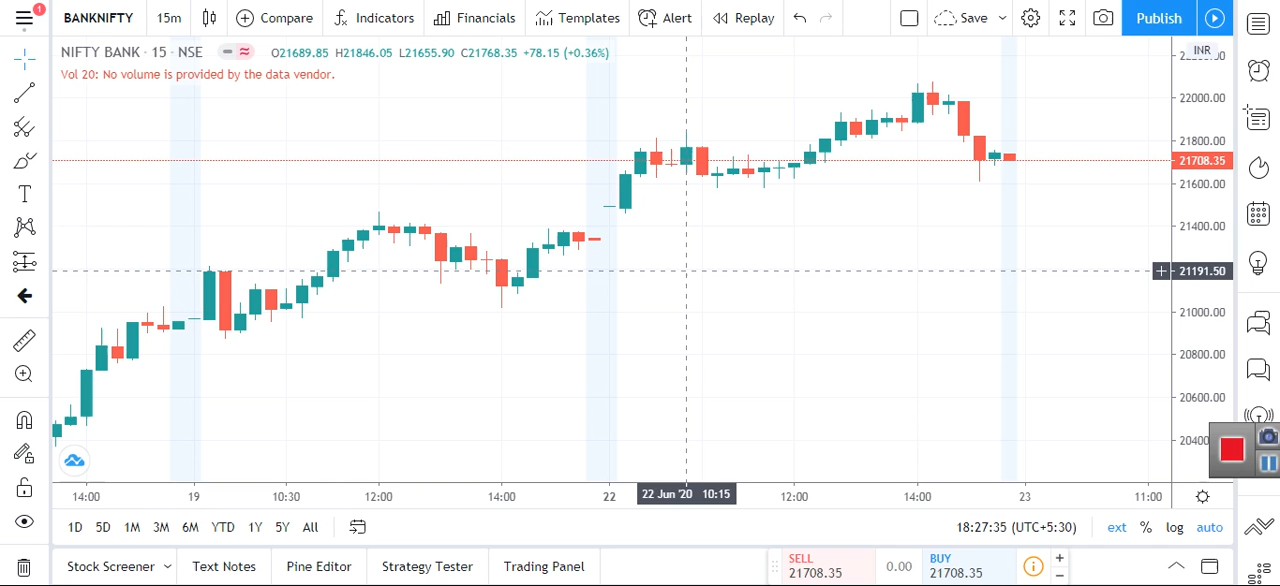 1
BANKNIFTY 15m Compare Indicators Financials Templates Alert Replay Save Publish
NIFTY BANK · 15 · NSE O21689.85 H21846.05 L21655.90 C21768.35 +78.15 (+0.36%)
INR
Vol 20: No volume is provided by the data vendor.
22000.00
21800.00
21708.35
21600.00
21400.00
21191.50
21000.00
20800.00
20600.00
20400
14:00 19 10:30 12:00 14:00 22 22 Jun '20 10:15 12:00 14:00 23 11:00
1D 5D 1M 3M 6M YTD 1Y 5Y All 18:27:35 (UTC+5:30) ext % log auto
Stock Screener Text Notes Pine Editor Strategy Tester Trading Panel SELL 21708.35 0.00 BUY 21708.35